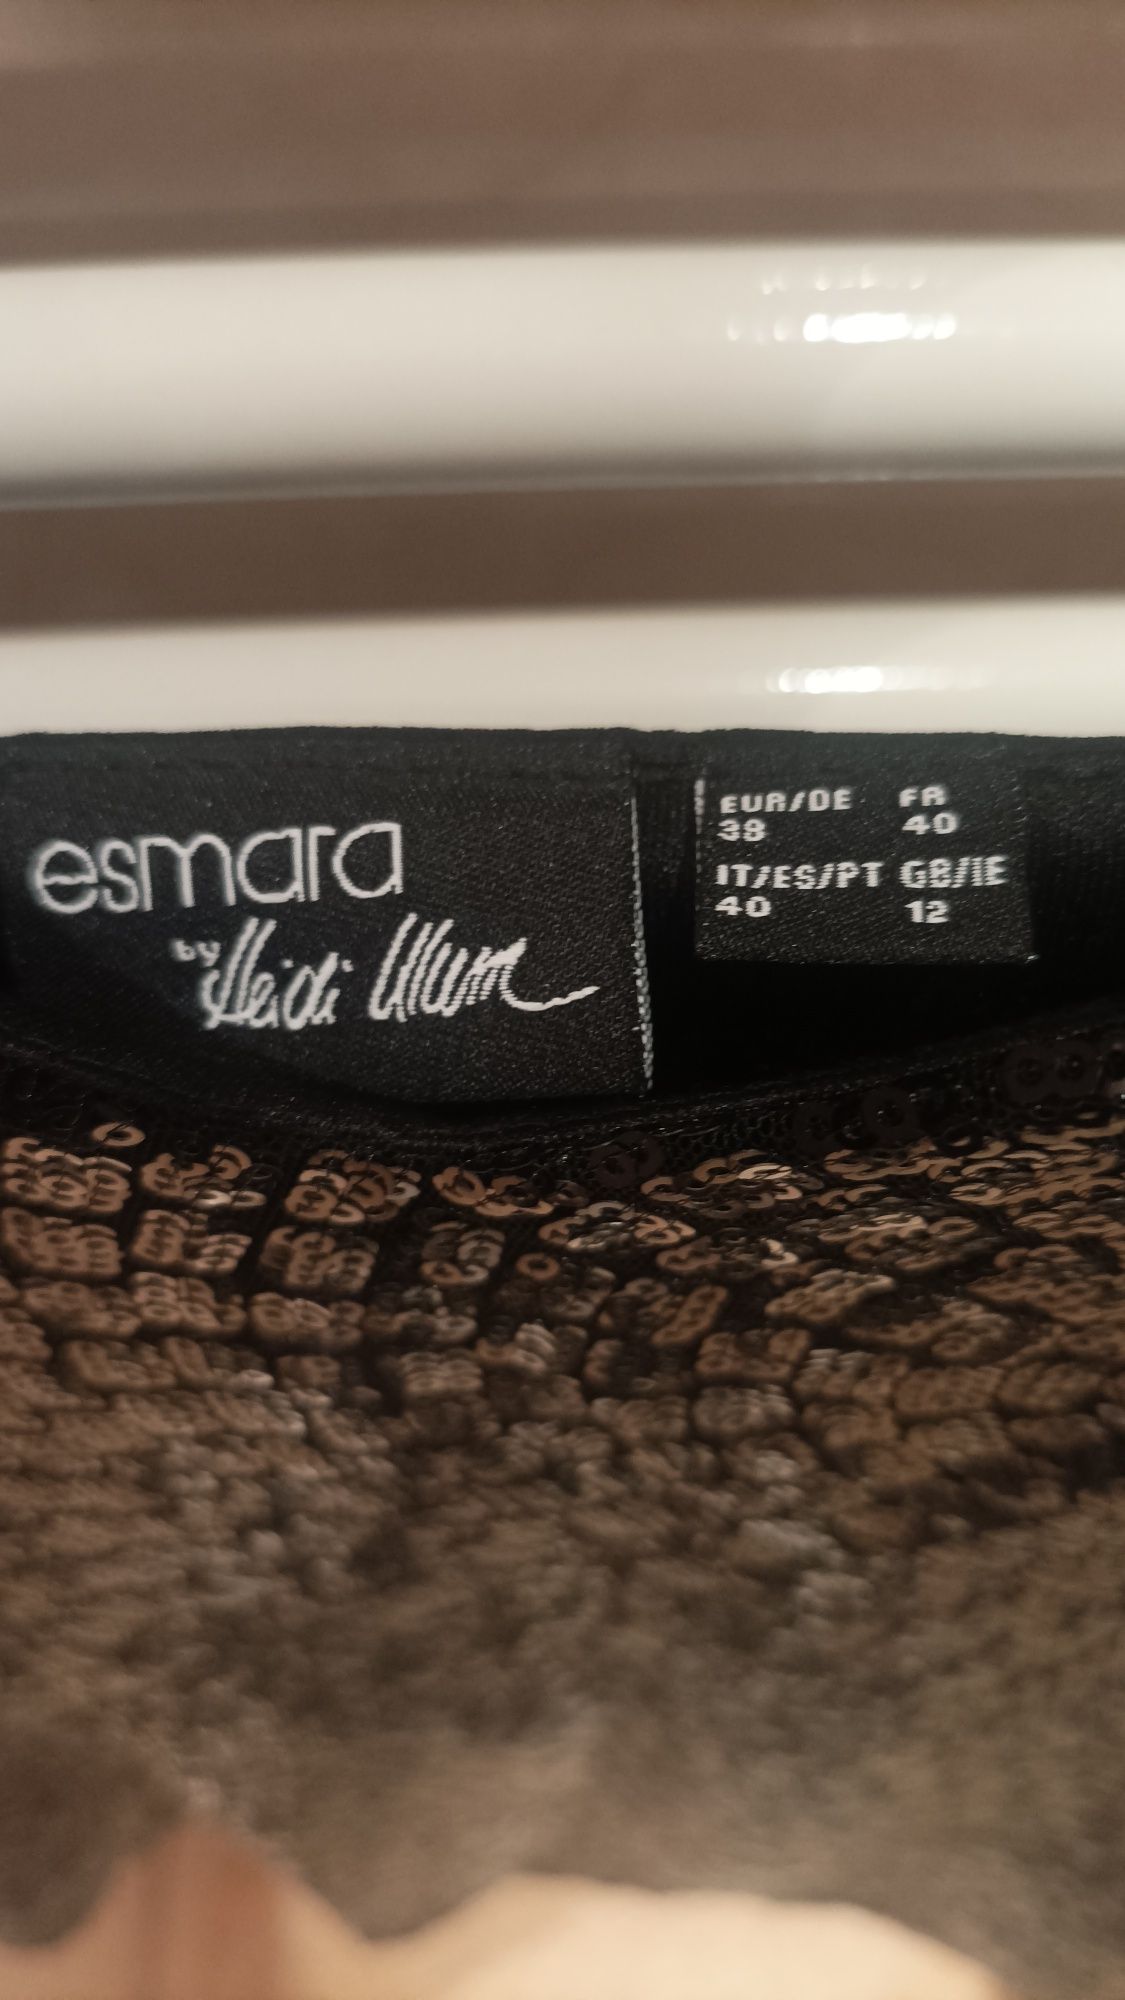 esmara
by Heidi Klum
EUR/DE FR
38 40
IT/ES/PT GB/IE
40 12